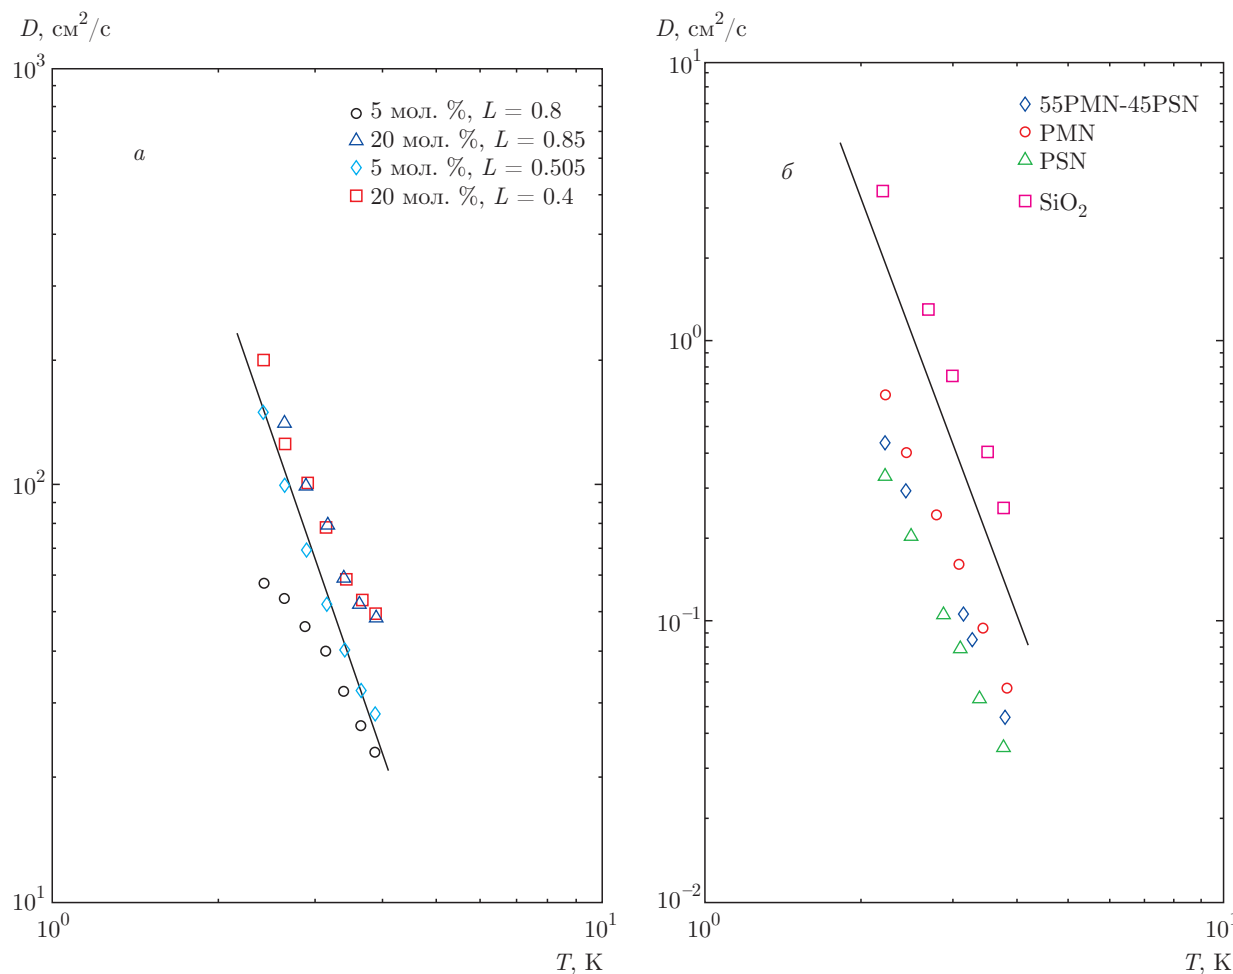 D, см²/с
10³
5 мол. %, L = 0.8
20 мол. %, L = 0.85
5 мол. %, L = 0.505
20 мол. %, L = 0.4
а
10²
10¹
10⁰
10¹
T, К
D, см²/с
10¹
55PMN-45PSN
PMN
PSN
SiO₂
б
10⁰
10⁻¹
10⁻²
10⁰
10¹
T, К